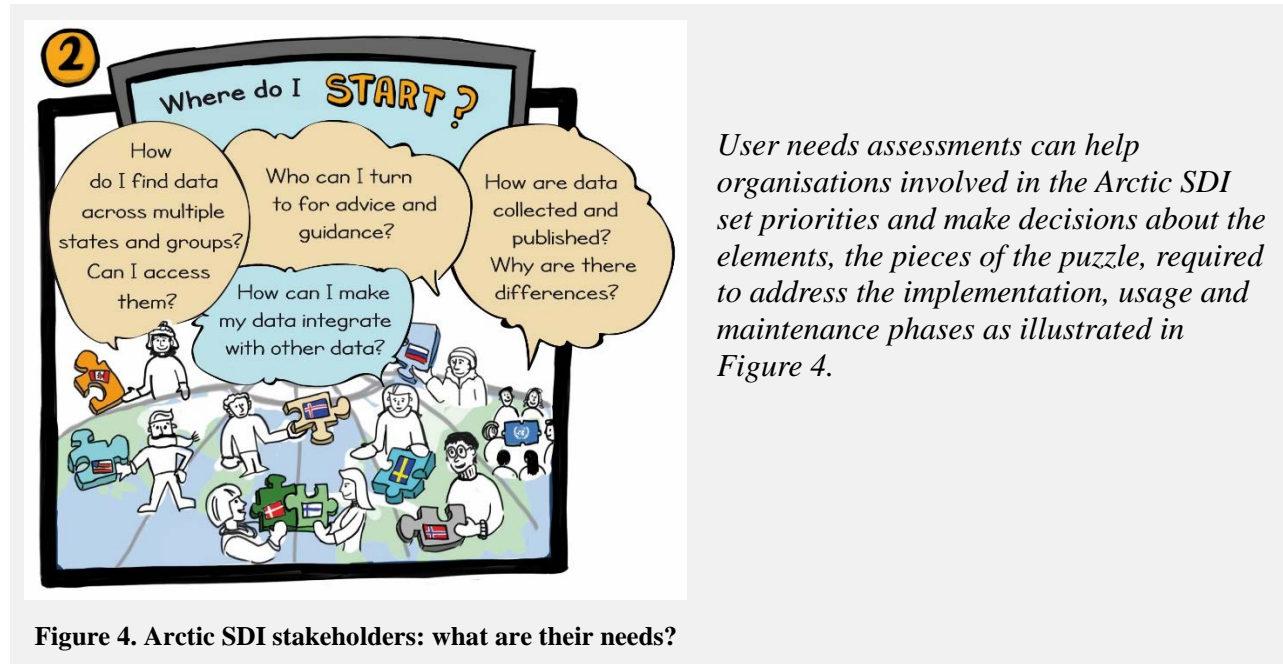 2
Where do I START?
How
do I find data
across multiple
states and groups?
Can I access
them?
Who can I turn
to for advice and
guidance?
How are data
collected and
published?
Why are there
differences?
How can I make
my data integrate
with other data?
User needs assessments can help
organisations involved in the Arctic SDI
set priorities and make decisions about the
elements, the pieces of the puzzle, required
to address the implementation, usage and
maintenance phases as illustrated in
Figure 4.
Figure 4. Arctic SDI stakeholders: what are their needs?